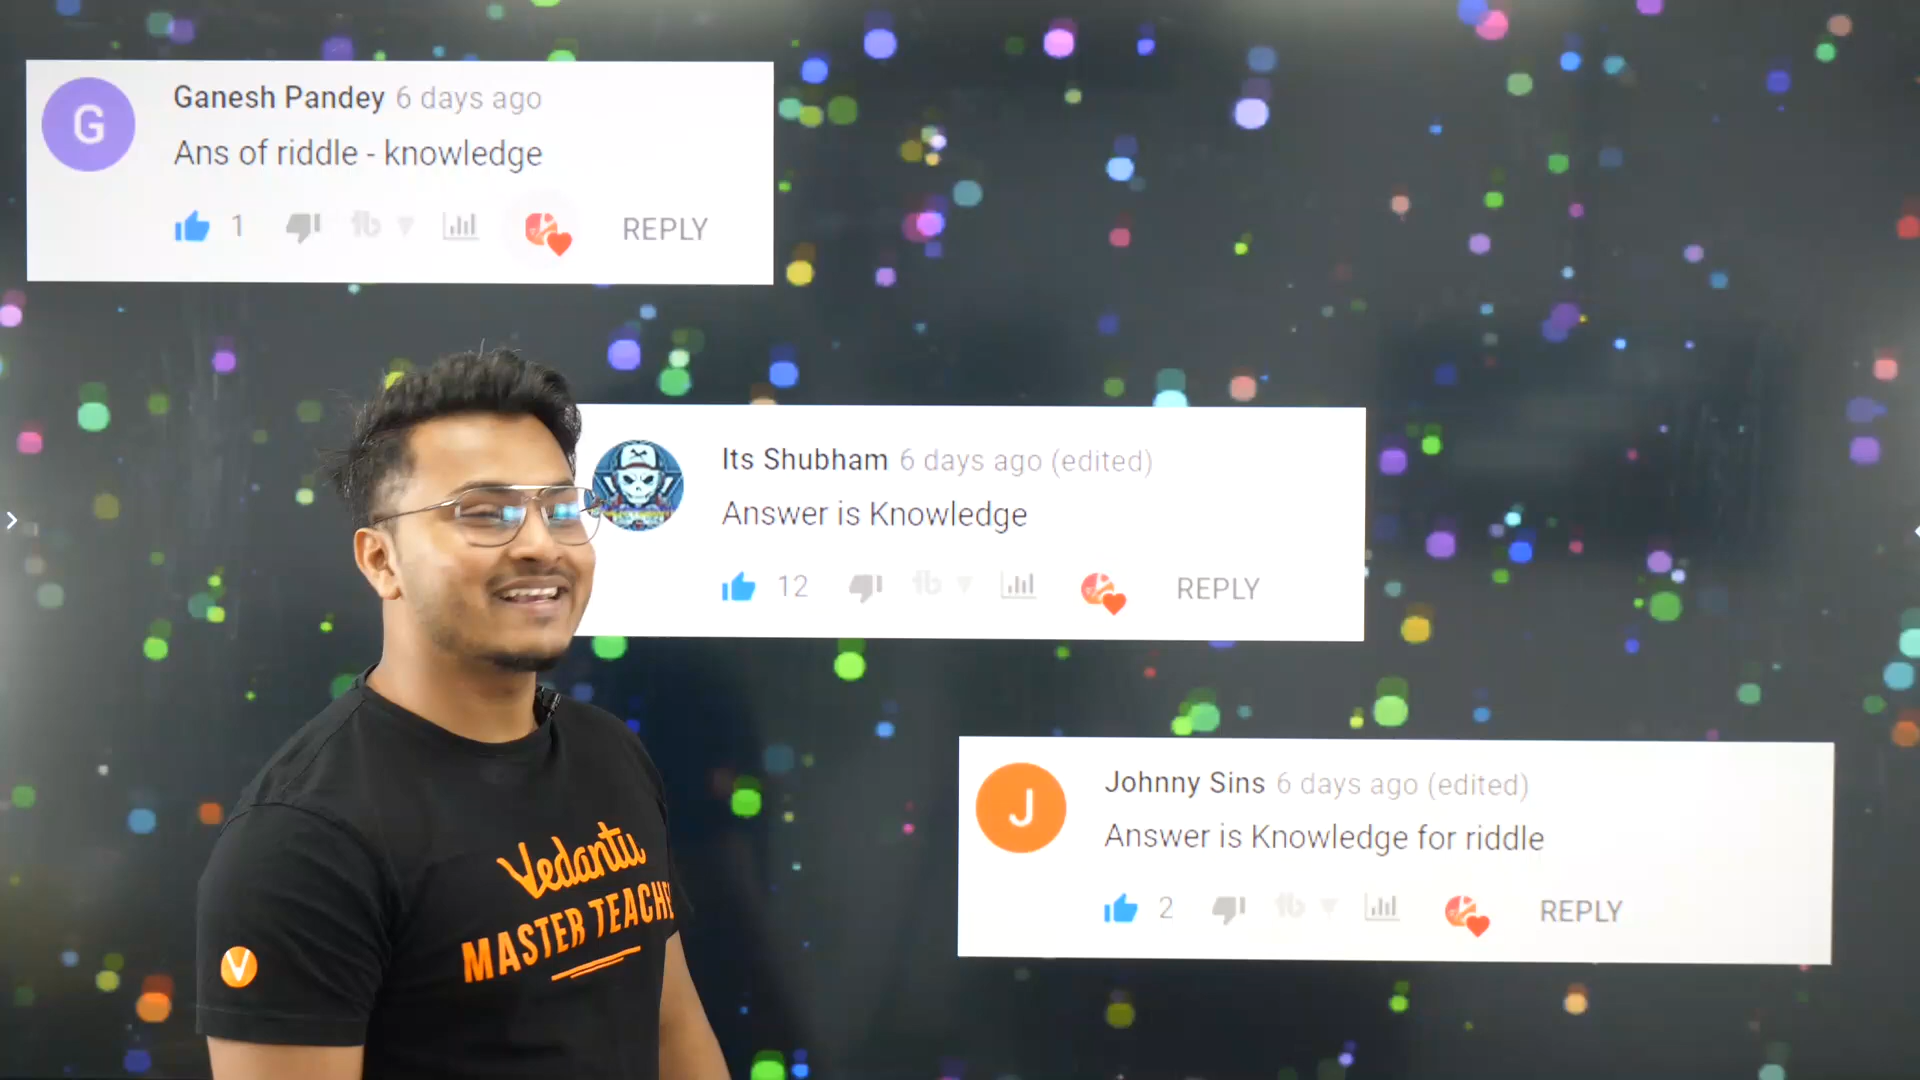 G
Ganesh Pandey 6 days ago
Ans of riddle - knowledge
1
REPLY
Its Shubham 6 days ago (edited)
Answer is Knowledge
12
REPLY
J
Johnny Sins 6 days ago (edited)
Answer is Knowledge for riddle
2
REPLY
Vedantu
MASTER TEACHE
V